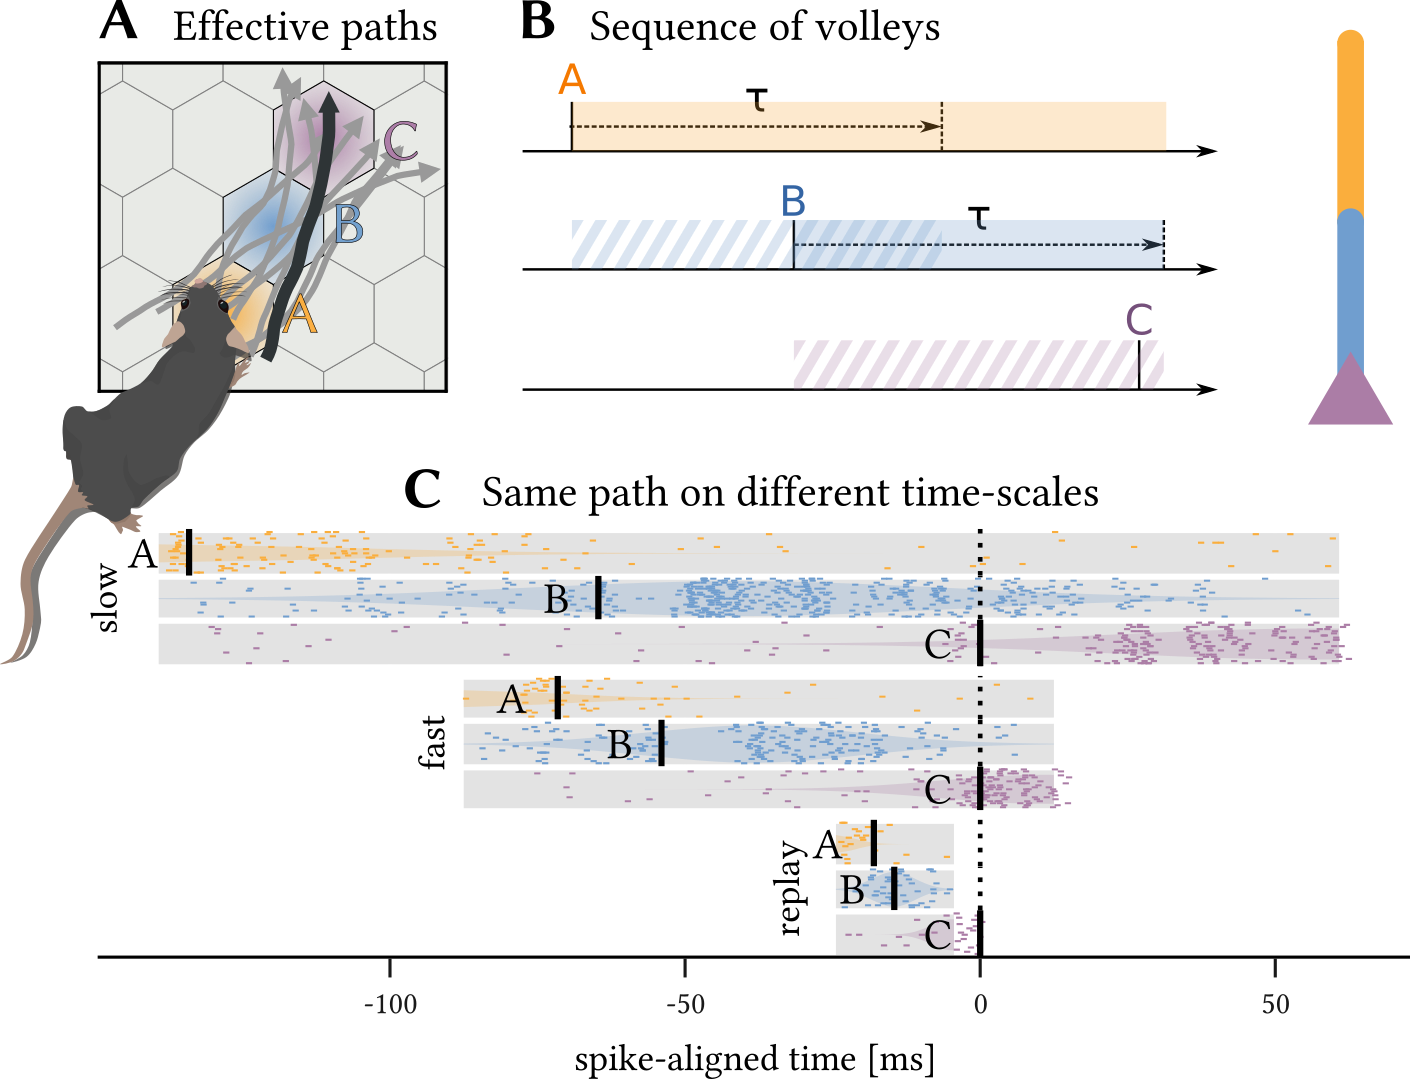 A Effective paths
C
B
A
B Sequence of volleys
A
τ
B
τ
C
C Same path on different time-scales
slow
A
B
C
fast
A
B
C
replay
A
B
C
-100 -50 0 50
spike-aligned time [ms]